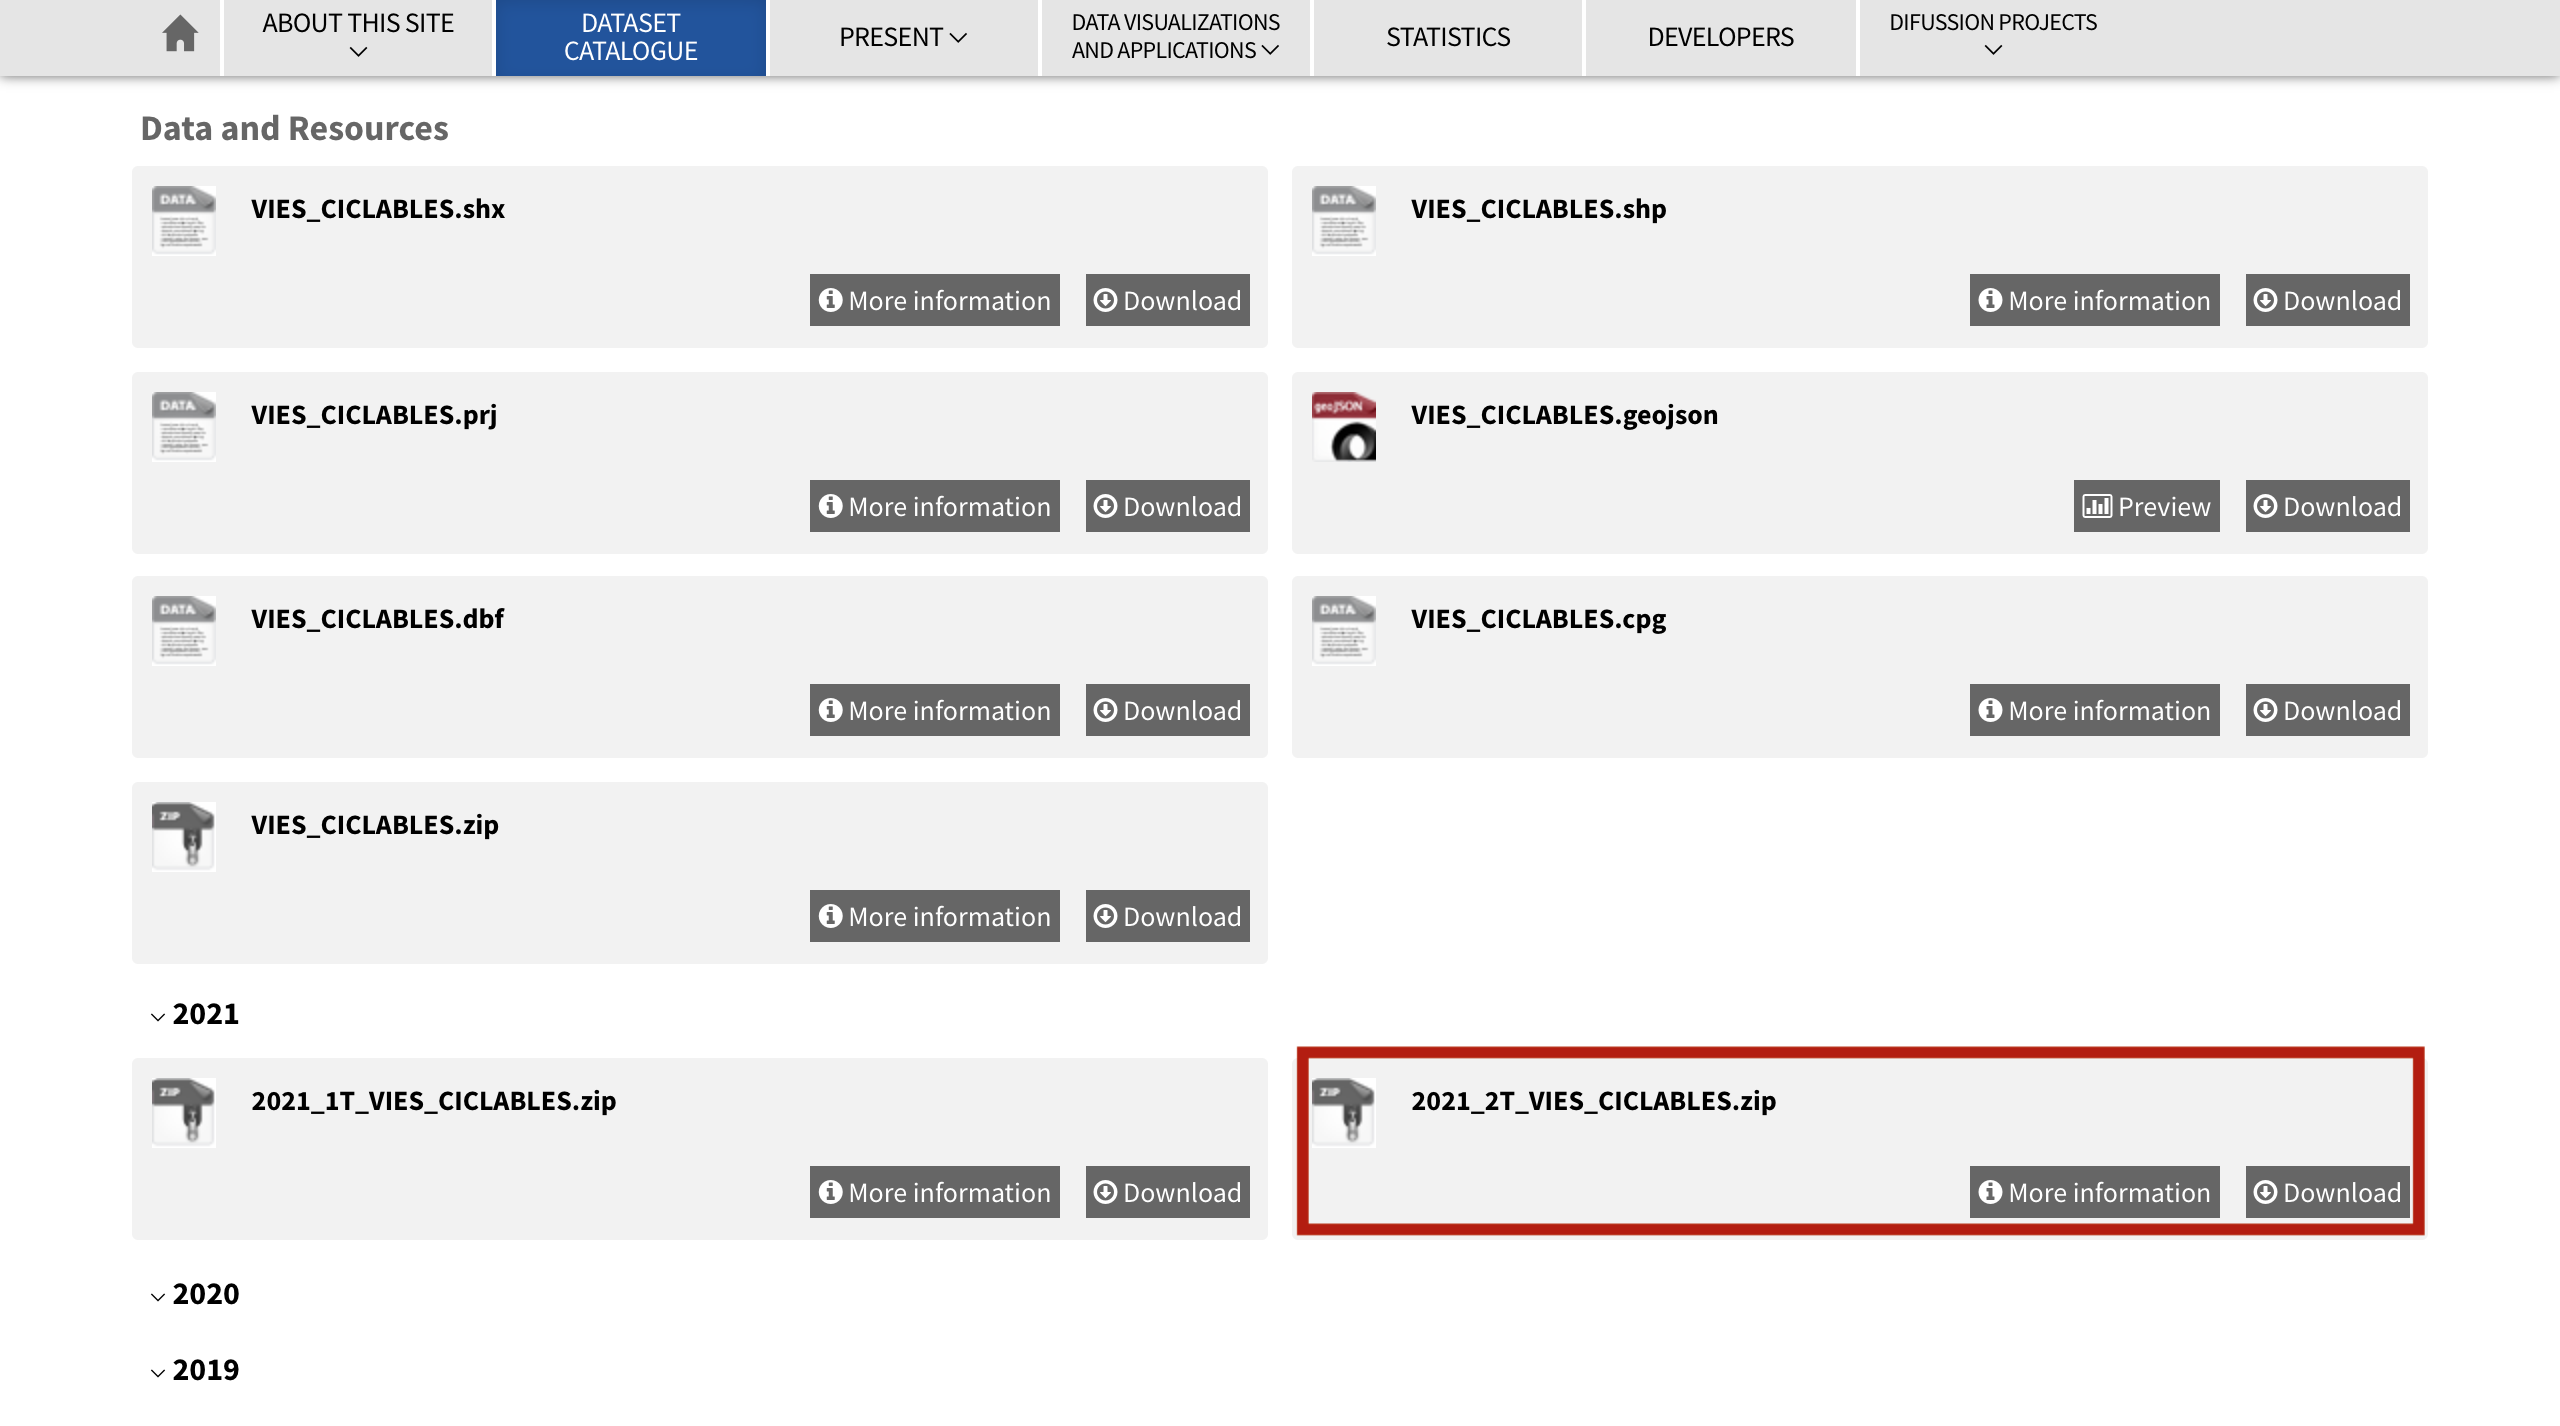 ABOUT THIS SITE
DATASET
CATALOGUE
PRESENT
DATA VISUALIZATIONS
AND APPLICATIONS
STATISTICS
DEVELOPERS
DIFUSSION PROJECTS
Data and Resources
DATA
VIES_CICLABLES.shx
More information
Download
DATA
VIES_CICLABLES.shp
More information
Download
DATA
VIES_CICLABLES.prj
More information
Download
geoJSON
VIES_CICLABLES.geojson
Preview
Download
DATA
VIES_CICLABLES.dbf
More information
Download
DATA
VIES_CICLABLES.cpg
More information
Download
ZIP
VIES_CICLABLES.zip
More information
Download
2021
ZIP
2021_1T_VIES_CICLABLES.zip
More information
Download
ZIP
2021_2T_VIES_CICLABLES.zip
More information
Download
2020
2019